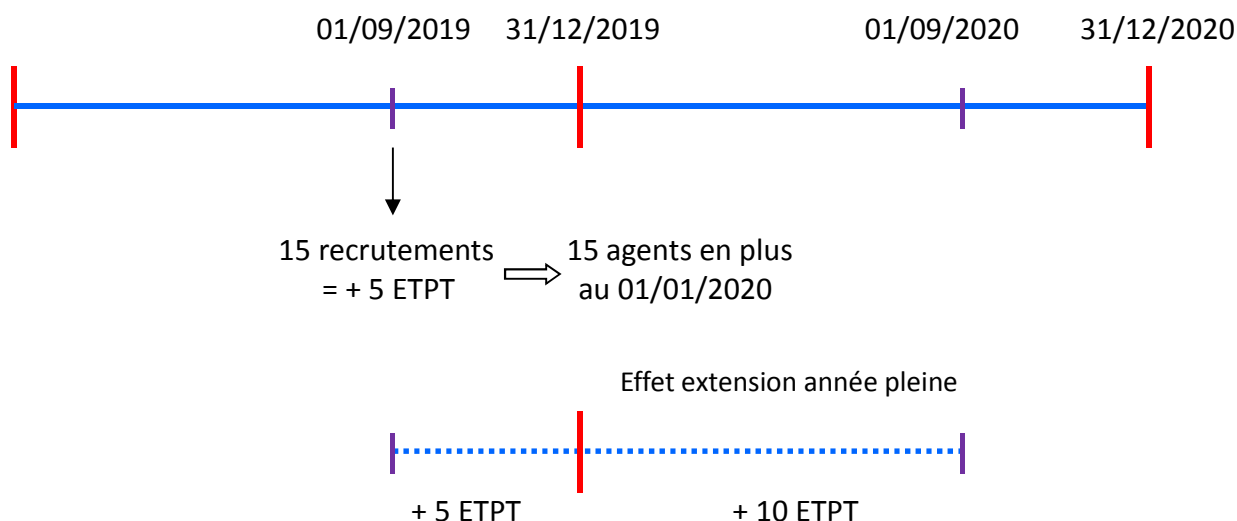 01/09/2019 31/12/2019 01/09/2020 31/12/2020
15 recrutements
= + 5 ETPT
15 agents en plus
au 01/01/2020
Effet extension année pleine
+ 5 ETPT + 10 ETPT